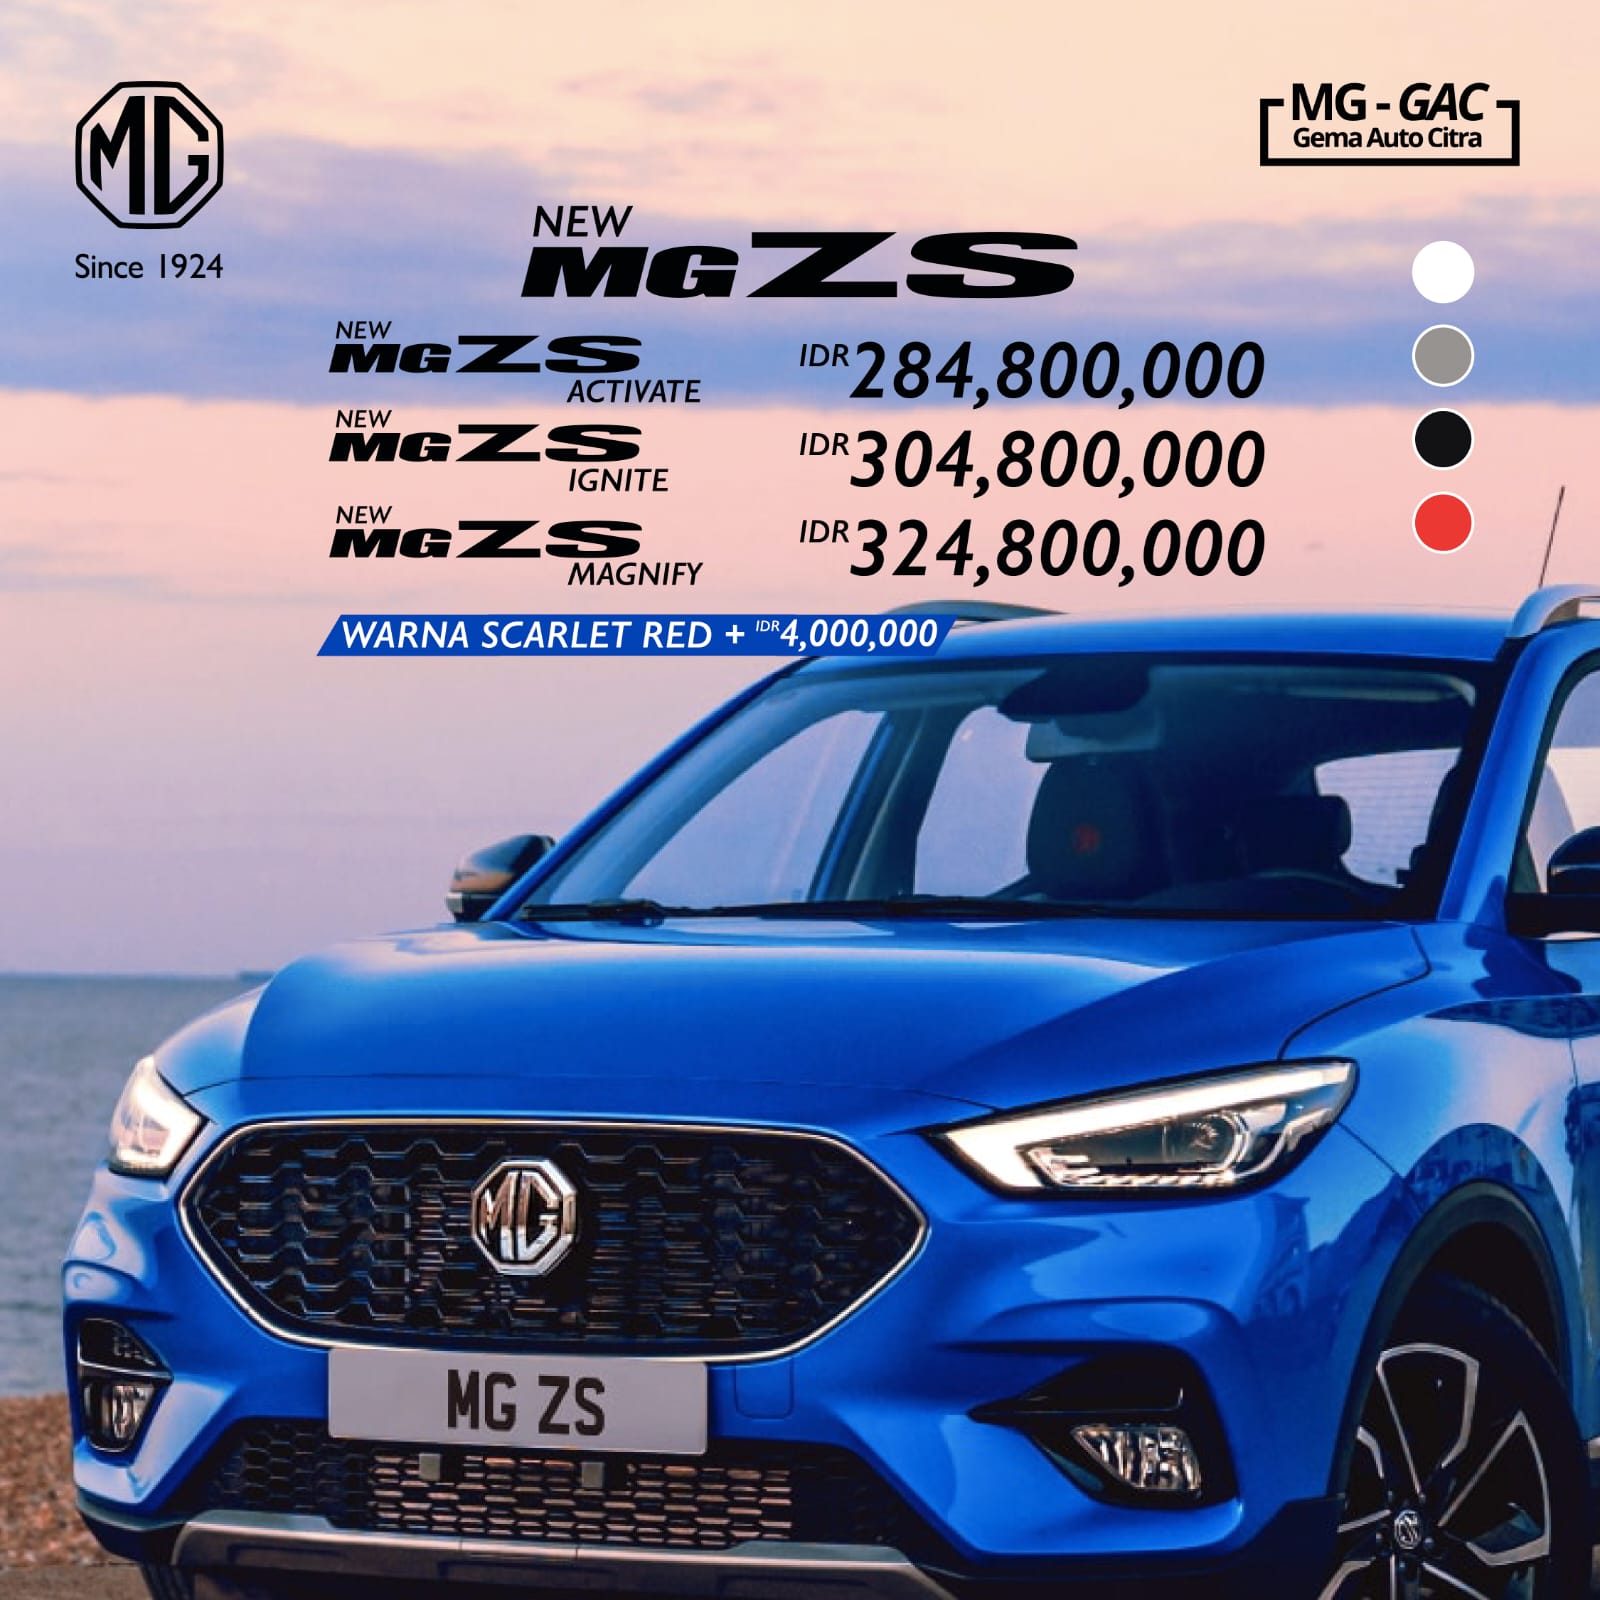 MG
Since 1924
MG - GAC
Gema Auto Citra
NEW
MG ZS
NEW
MG ZS
ACTIVATE
IDR 284,800,000
NEW
MG ZS
IGNITE
IDR 304,800,000
NEW
MG ZS
MAGNIFY
IDR 324,800,000
WARNA SCARLET RED + IDR 4,000,000
MG
MG ZS